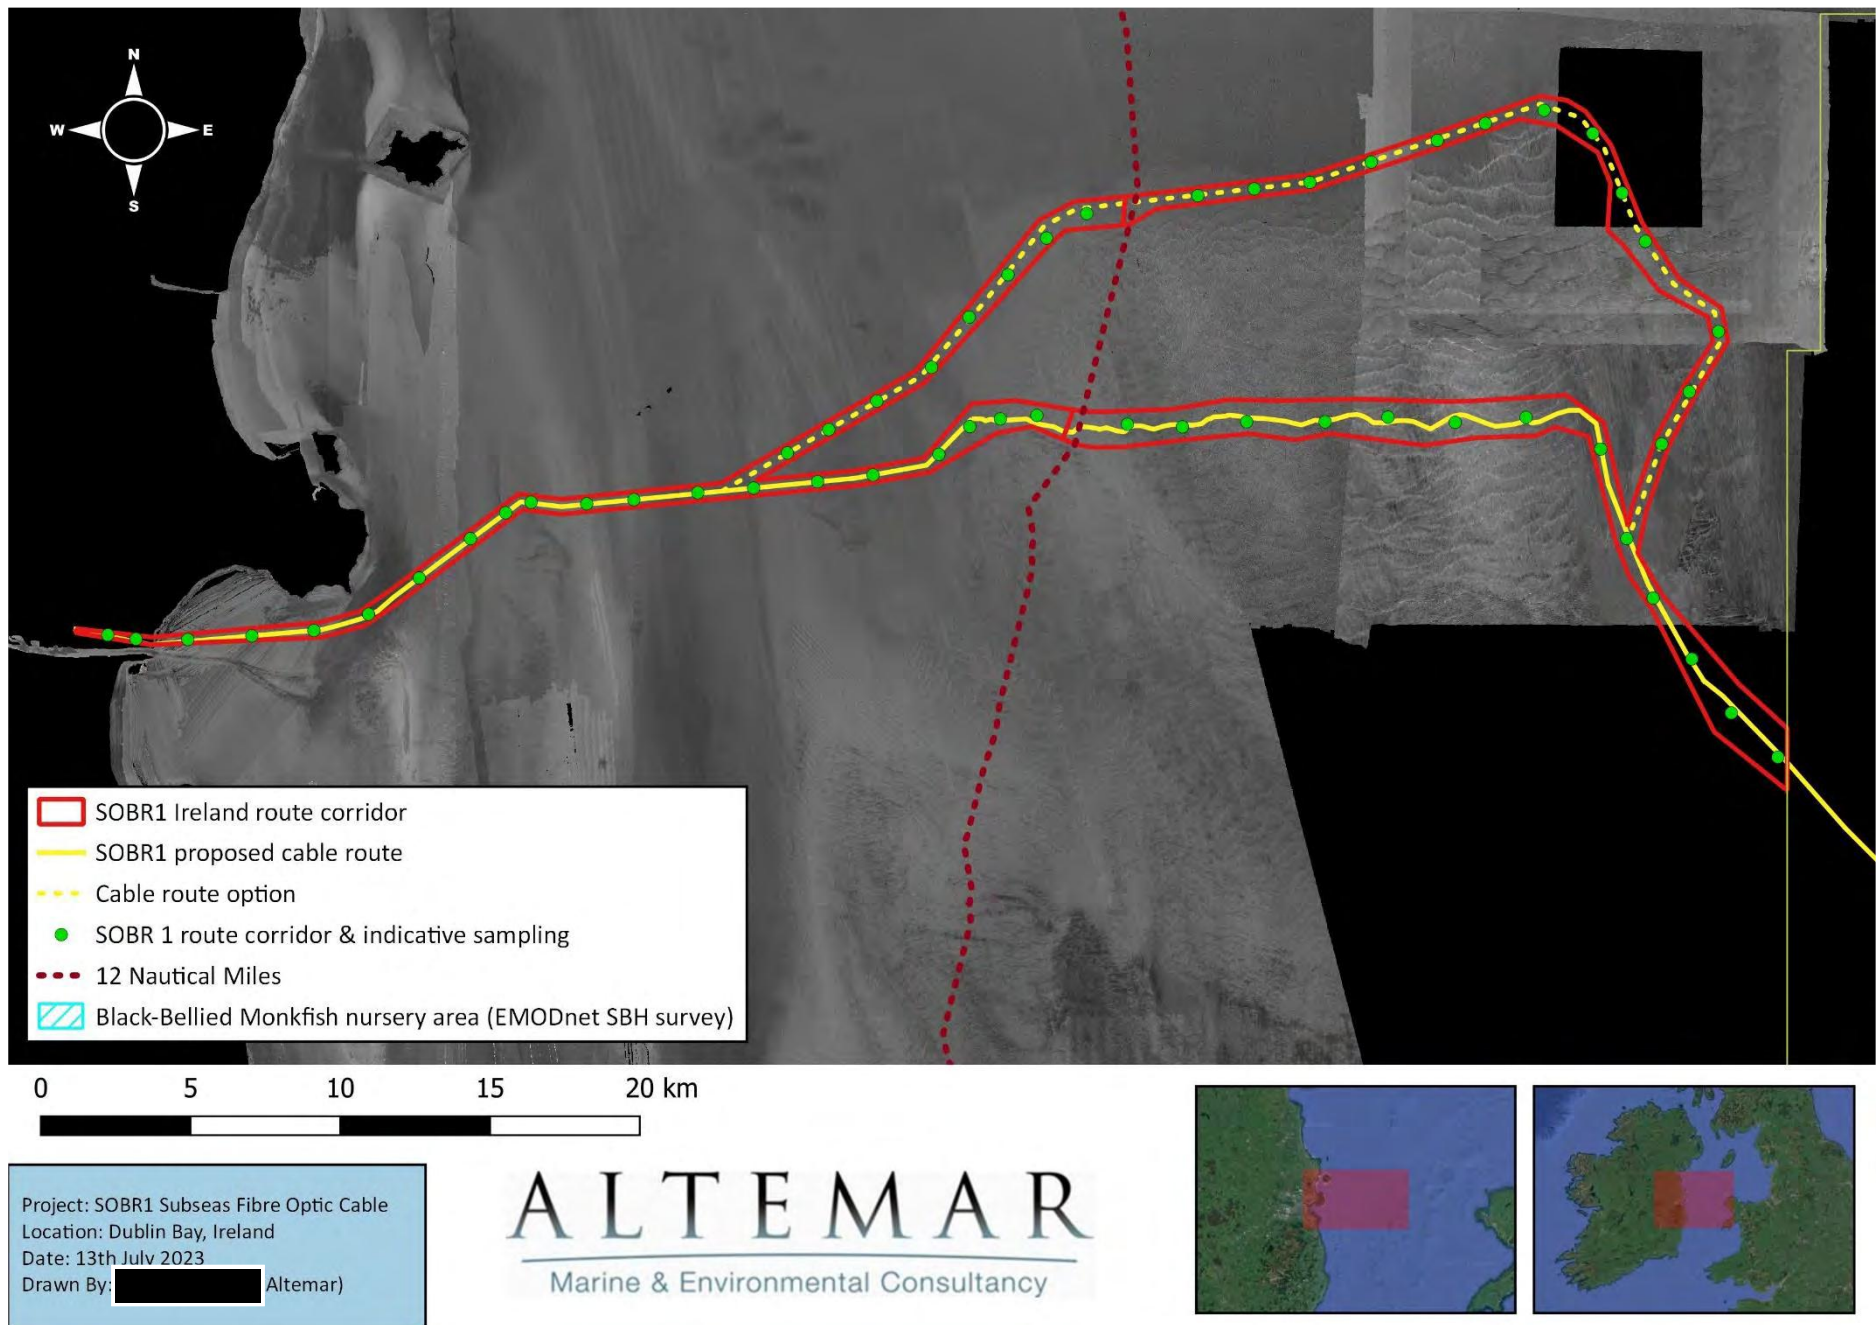 N
W E
S
SOBR1 Ireland route corridor
SOBR1 proposed cable route
Cable route option
SOBR 1 route corridor & indicative sampling
12 Nautical Miles
Black-Bellied Monkfish nursery area (EMODnet SBH survey)
0 5 10 15 20 km
Project: SOBR1 Subseas Fibre Optic Cable
Location: Dublin Bay, Ireland
Date: 13th July 2023
Drawn By: Altemar)
ALTEMAR
Marine & Environmental Consultancy